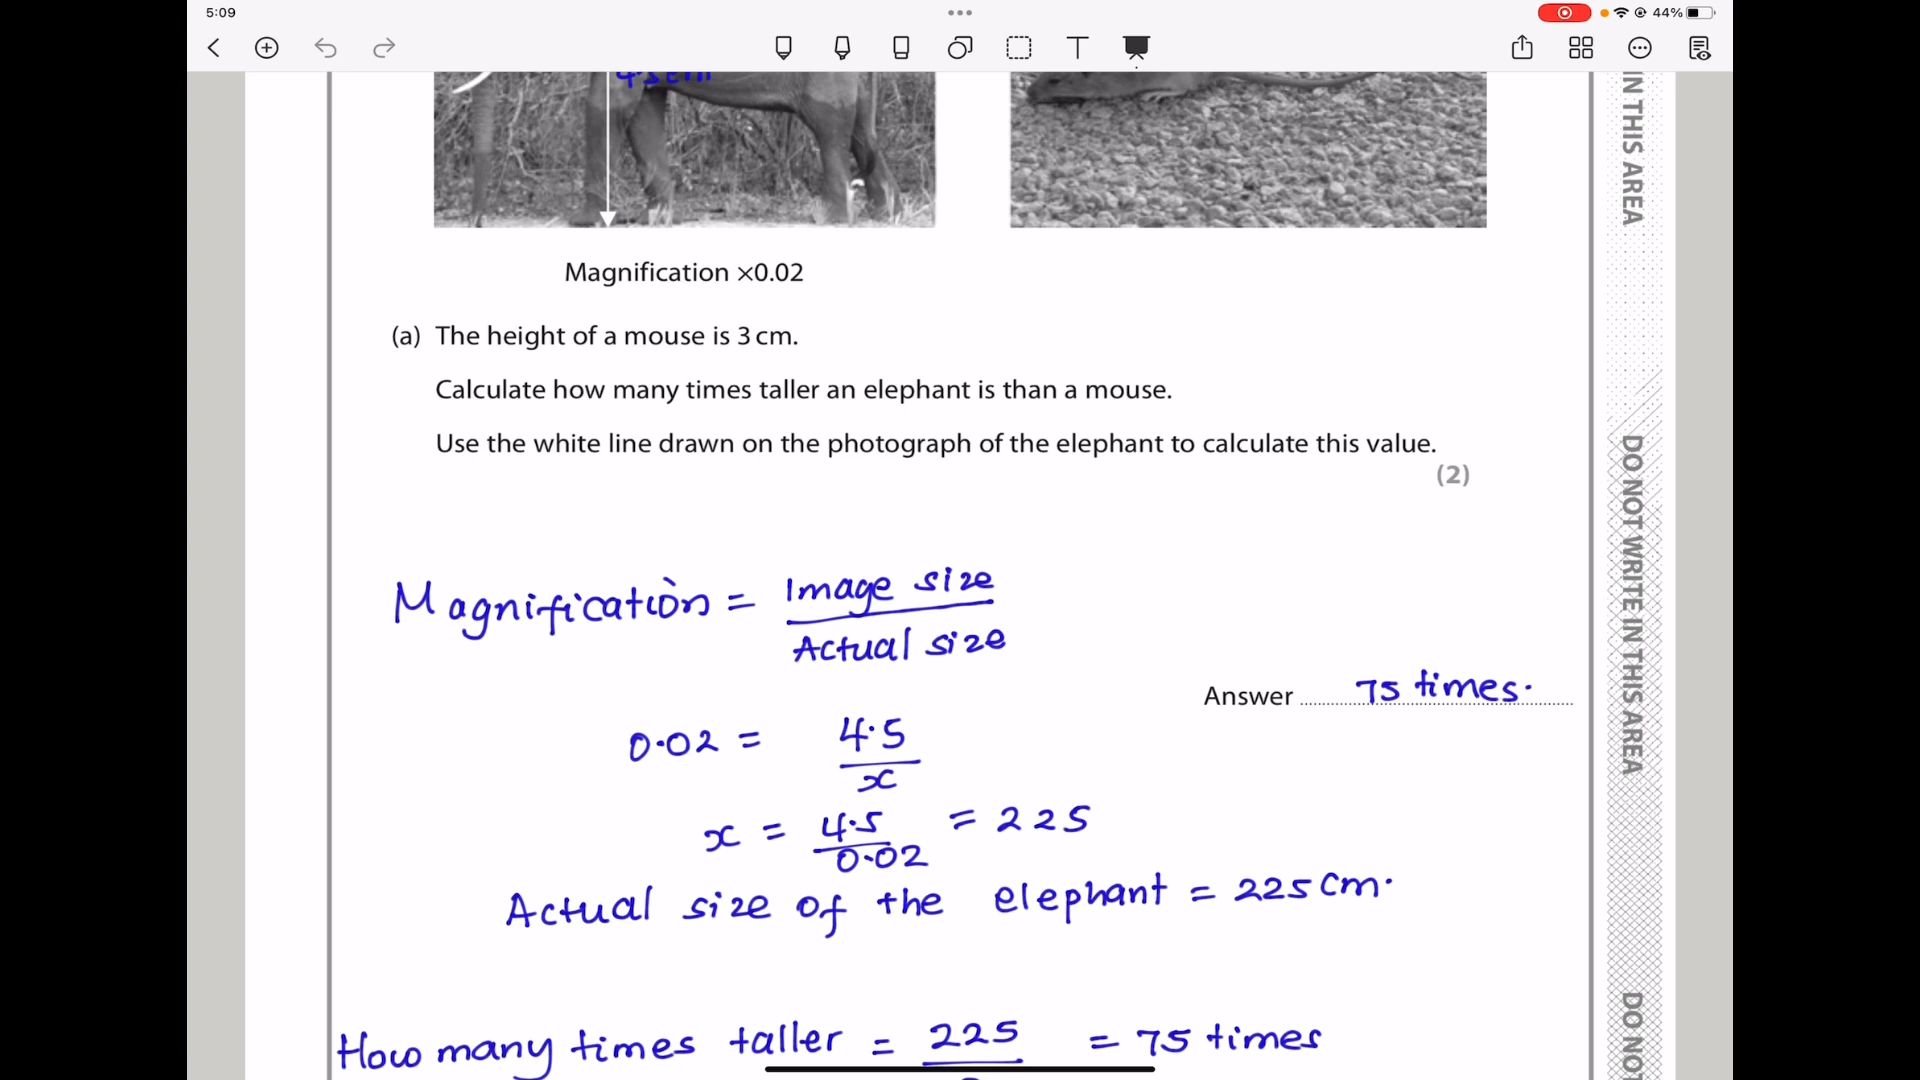 5:09
44%
4.5cm
Magnification ×0.02
(a) The height of a mouse is 3 cm.
Calculate how many times taller an elephant is than a mouse.
Use the white line drawn on the photograph of the elephant to calculate this value.
(2)
Magnification = Image size
Actual size
Answer 75 times.
0.02 = 4.5
x
x = 4.5 = 225
0.02
Actual size of the elephant = 225cm.
How many times taller = 225 = 75 times
IN THIS AREA
DO NOT WRITE IN THIS AREA
DO NOT